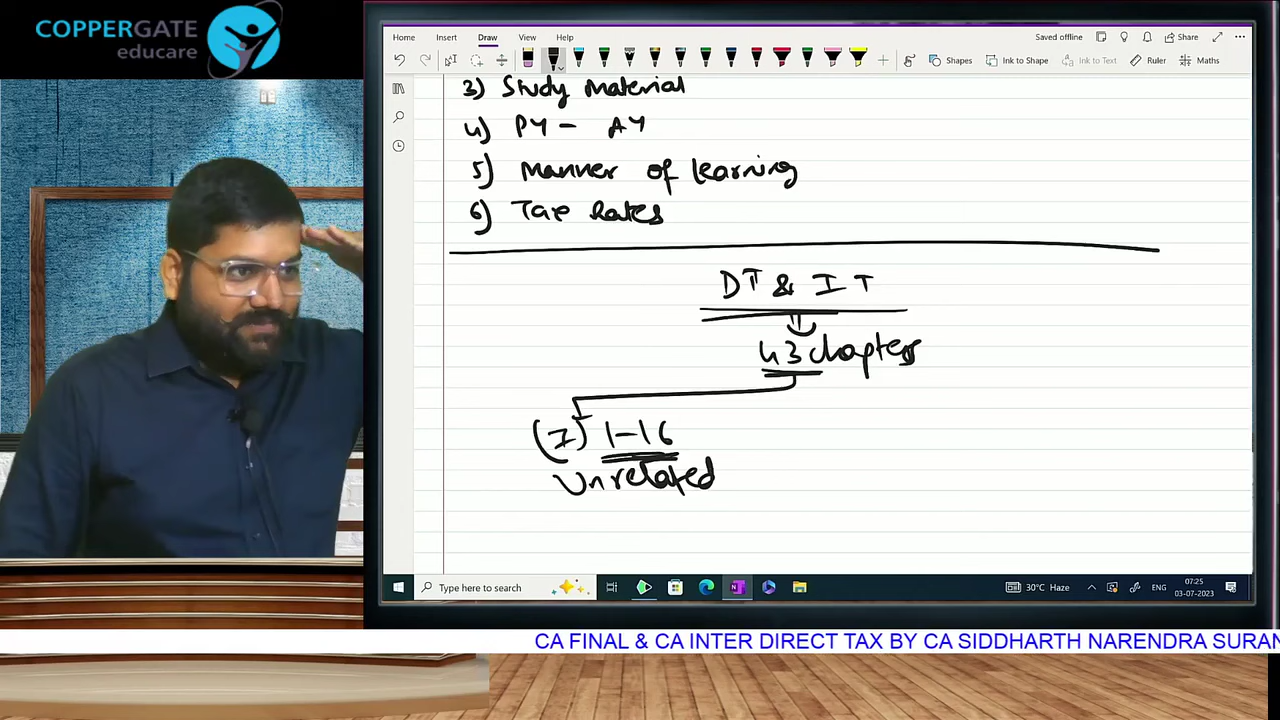 COPPERGATE
educare
Home Insert Draw View Help
Saved offline
Share
Shapes Ink to Shape Ink to Text Ruler Maths
3) Study Material
4) PY - AY
5) Manner of learning
6) Tax Rates
DT & IT
43 chapters
(I) 1-16
Unrelated
Type here to search
30°C Haze
ENG
07:25
03-07-2023
CA FINAL & CA INTER DIRECT TAX BY CA SIDDHARTH NARENDRA SURAN